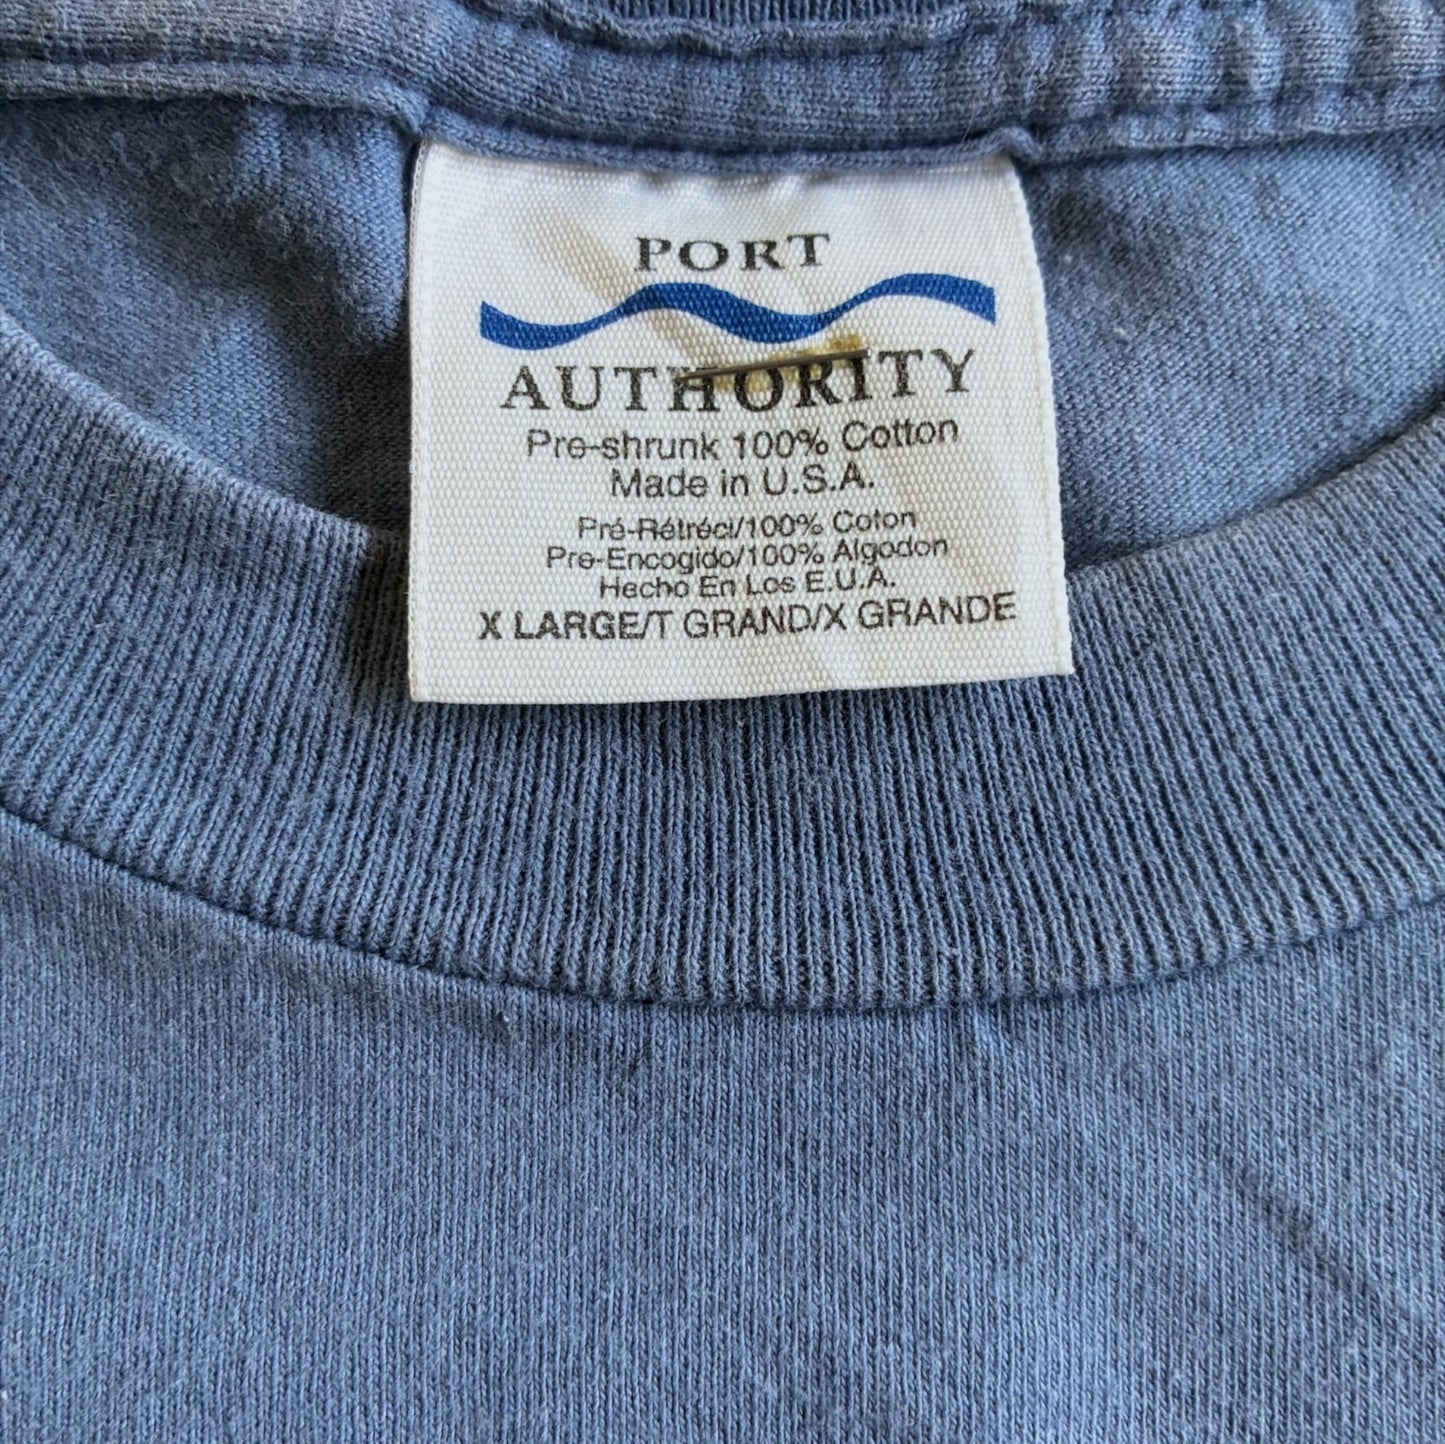 PORT
AUTHORITY
Pre-shrunk 100% Cotton
Made in U.S.A.
Pré-Rétréci/100% Coton
Pre-Encogido/100% Algodon
Hecho En Los E.U.A.
X LARGE/T GRAND/X GRANDE